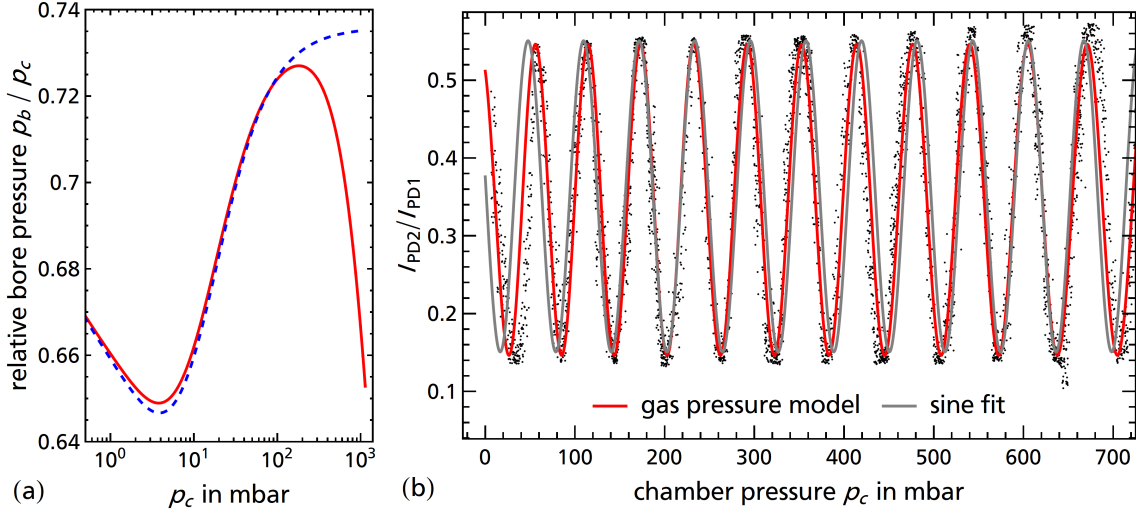 relative bore pressure p_b / p_c
0.74
0.72
0.7
0.68
0.66
0.64
10^0
10^1
10^2
10^3
p_c in mbar
(a)
I_PD2/I_PD1
0.5
0.4
0.3
0.2
0.1
gas pressure model
sine fit
0
100
200
300
400
500
600
700
chamber pressure p_c in mbar
(b)